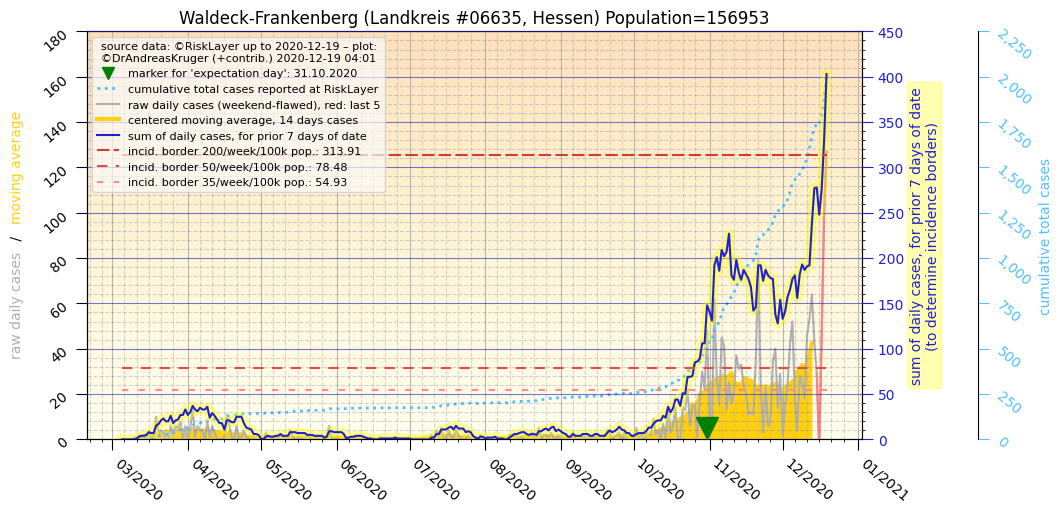 Waldeck-Frankenberg (Landkreis #06635, Hessen) Population=156953
source data: ©RiskLayer up to 2020-12-19 – plot:
©DrAndreasKruger (+contrib.) 2020-12-19 04:01
marker for 'expectation day': 31.10.2020
cumulative total cases reported at RiskLayer
raw daily cases (weekend-flawed), red: last 5
centered moving average, 14 days cases
sum of daily cases, for prior 7 days of date
incid. border 200/week/100k pop.: 313.91
incid. border 50/week/100k pop.: 78.48
incid. border 35/week/100k pop.: 54.93
raw daily cases / moving average
180
160
140
120
100
80
60
40
20
0
03/2020
04/2020
05/2020
06/2020
07/2020
08/2020
09/2020
10/2020
11/2020
12/2020
01/2021
450
400
350
300
250
200
150
100
50
0
sum of daily cases, for prior 7 days of date
(to determine incidence borders)
2,250
2,000
1,750
1,500
1,250
1,000
750
500
250
0
cumulative total cases